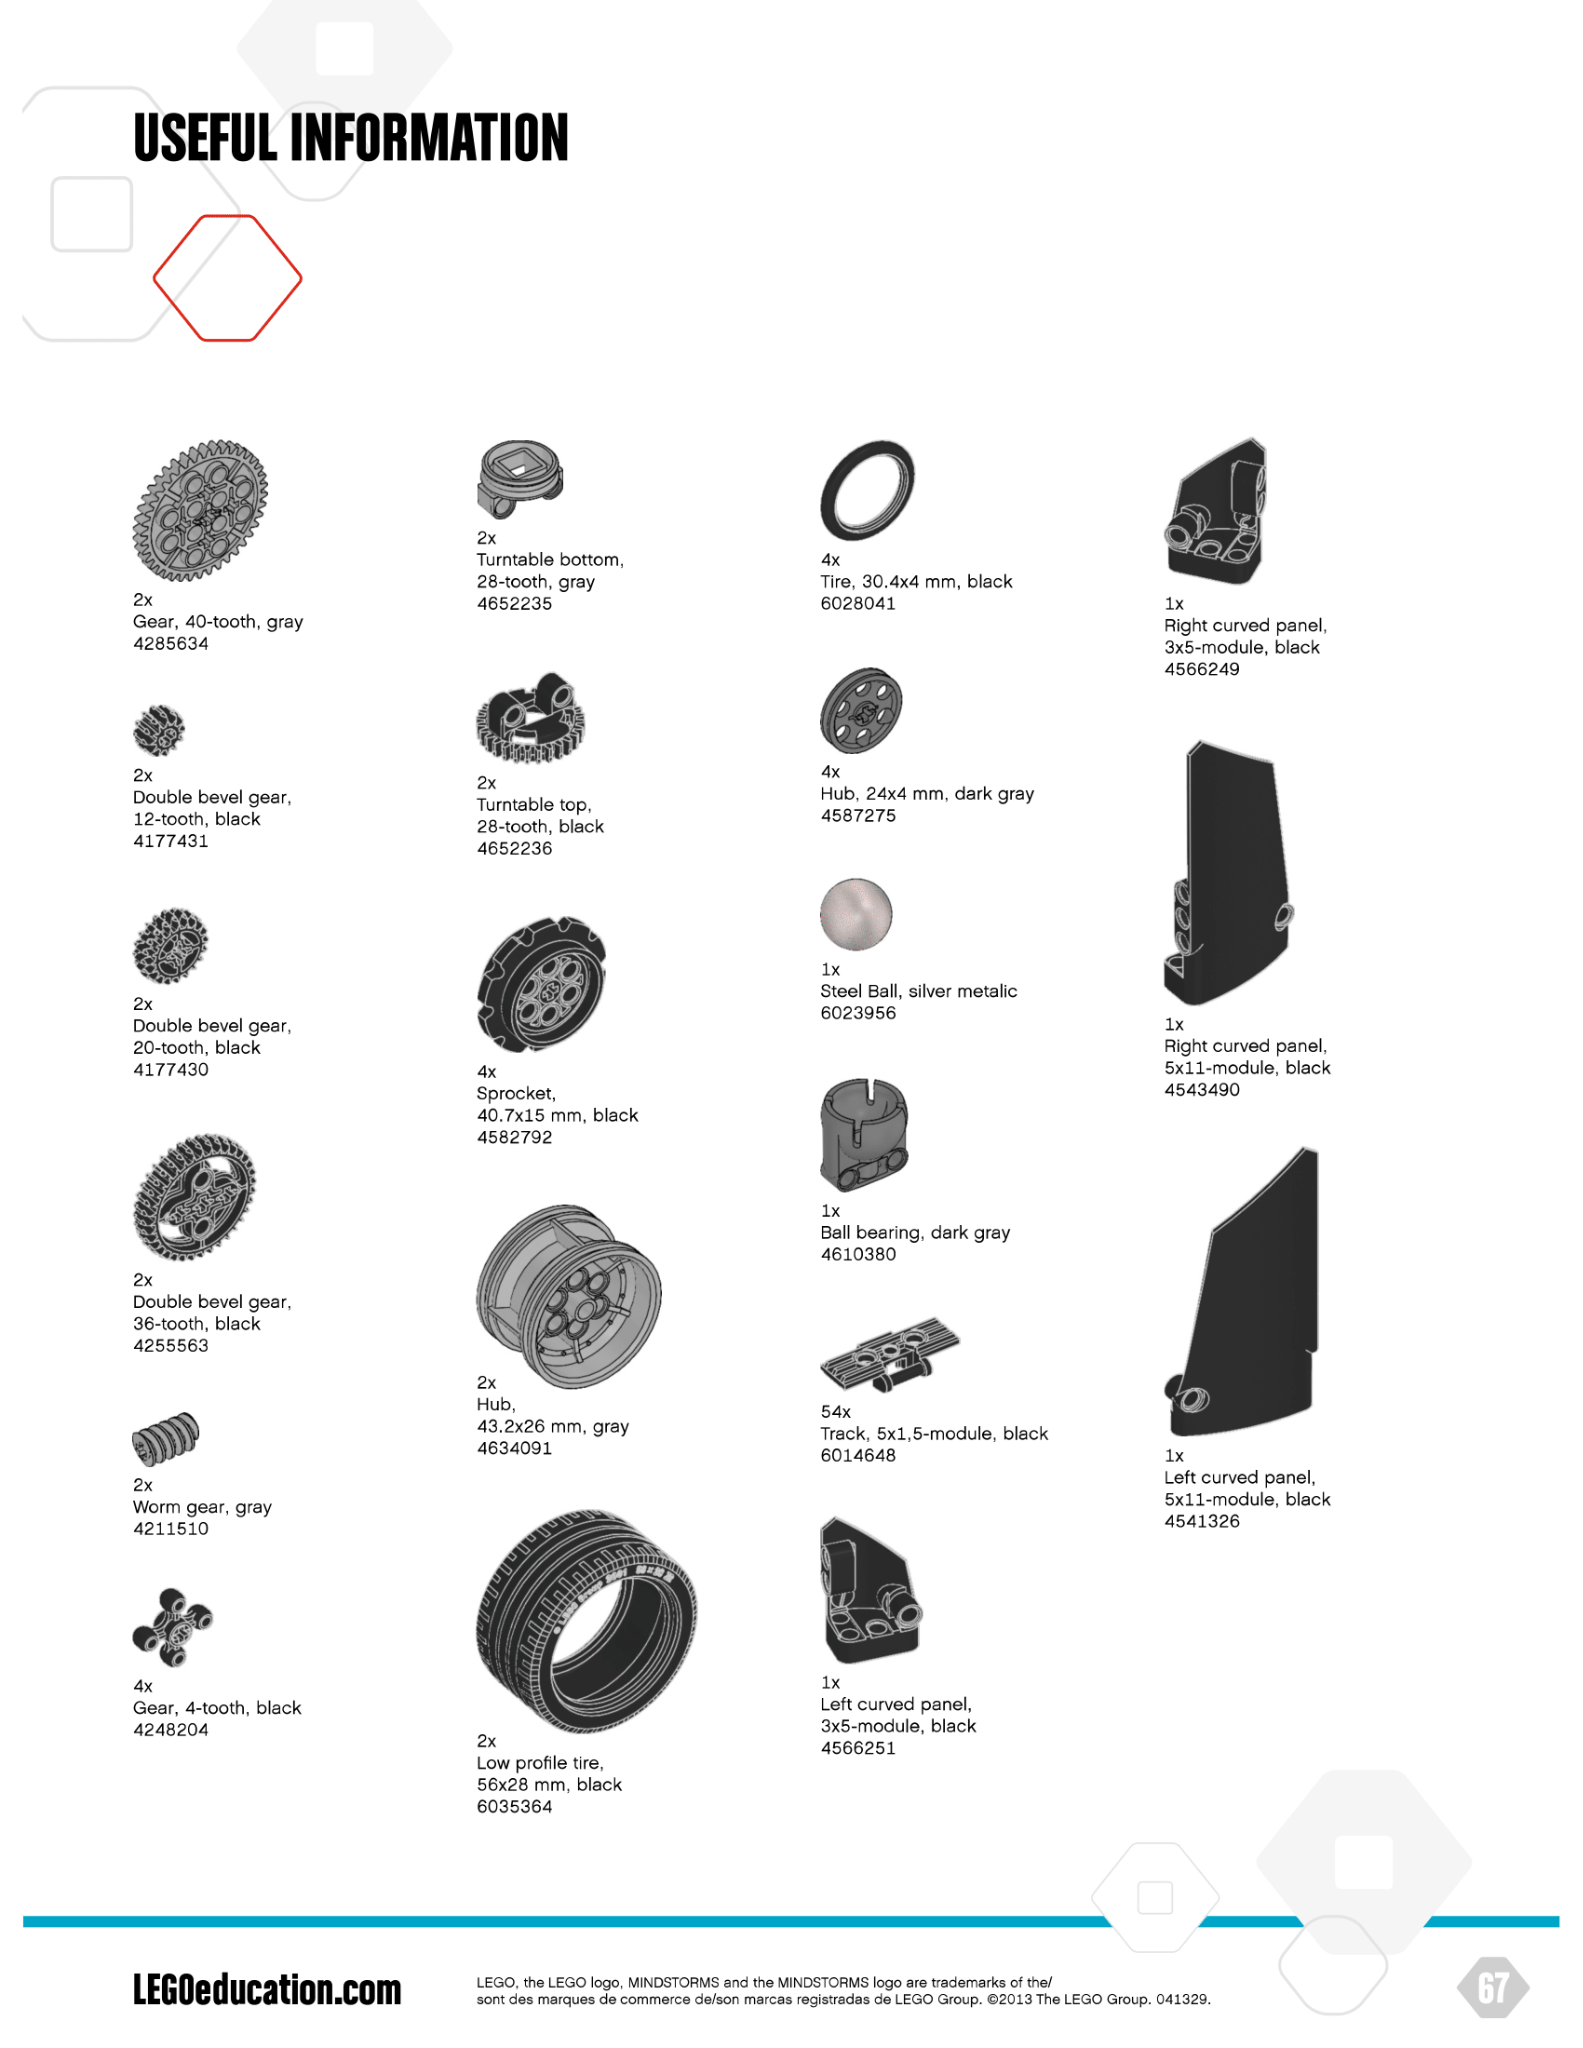 USEFUL INFORMATION
2x
Gear, 40-tooth, gray
4285634
2x
Double bevel gear,
12-tooth, black
4177431
2x
Double bevel gear,
20-tooth, black
4177430
2x
Double bevel gear,
36-tooth, black
4255563
2x
Worm gear, gray
4211510
4x
Gear, 4-tooth, black
4248204
2x
Turntable bottom,
28-tooth, gray
4652235
2x
Turntable top,
28-tooth, black
4652236
4x
Sprocket,
40.7x15 mm, black
4582792
2x
Hub,
43.2x26 mm, gray
4634091
2x
Low profile tire,
56x28 mm, black
6035364
4x
Tire, 30.4x4 mm, black
6028041
4x
Hub, 24x4 mm, dark gray
4587275
1x
Steel Ball, silver metalic
6023956
1x
Ball bearing, dark gray
4610380
54x
Track, 5x1,5-module, black
6014648
1x
Left curved panel,
3x5-module, black
4566251
1x
Right curved panel,
3x5-module, black
4566249
1x
Right curved panel,
5x11-module, black
4543490
1x
Left curved panel,
5x11-module, black
4541326
LEGOeducation.com
LEGO, the LEGO logo, MINDSTORMS and the MINDSTORMS logo are trademarks of the/
sont des marques de commerce de/son marcas registradas de LEGO Group. ©2013 The LEGO Group. 041329.
67